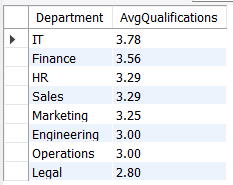 Department AvgQualifications
IT 3.78
Finance 3.56
HR 3.29
Sales 3.29
Marketing 3.25
Engineering 3.00
Operations 3.00
Legal 2.80